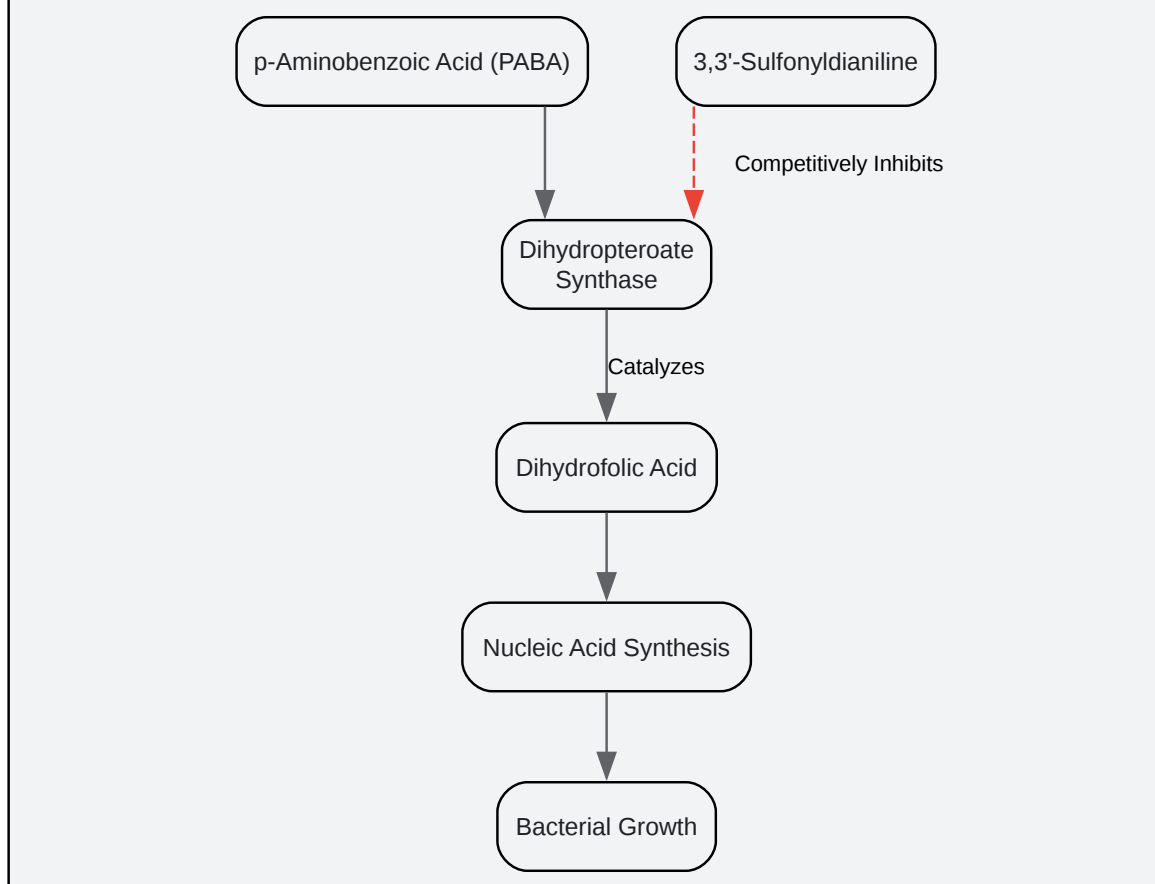 p-Aminobenzoic Acid (PABA)
3,3'-Sulfonyldianiline
Competitively Inhibits
Dihydropteroate
Synthase
Catalyzes
Dihydrofolic Acid
Nucleic Acid Synthesis
Bacterial Growth